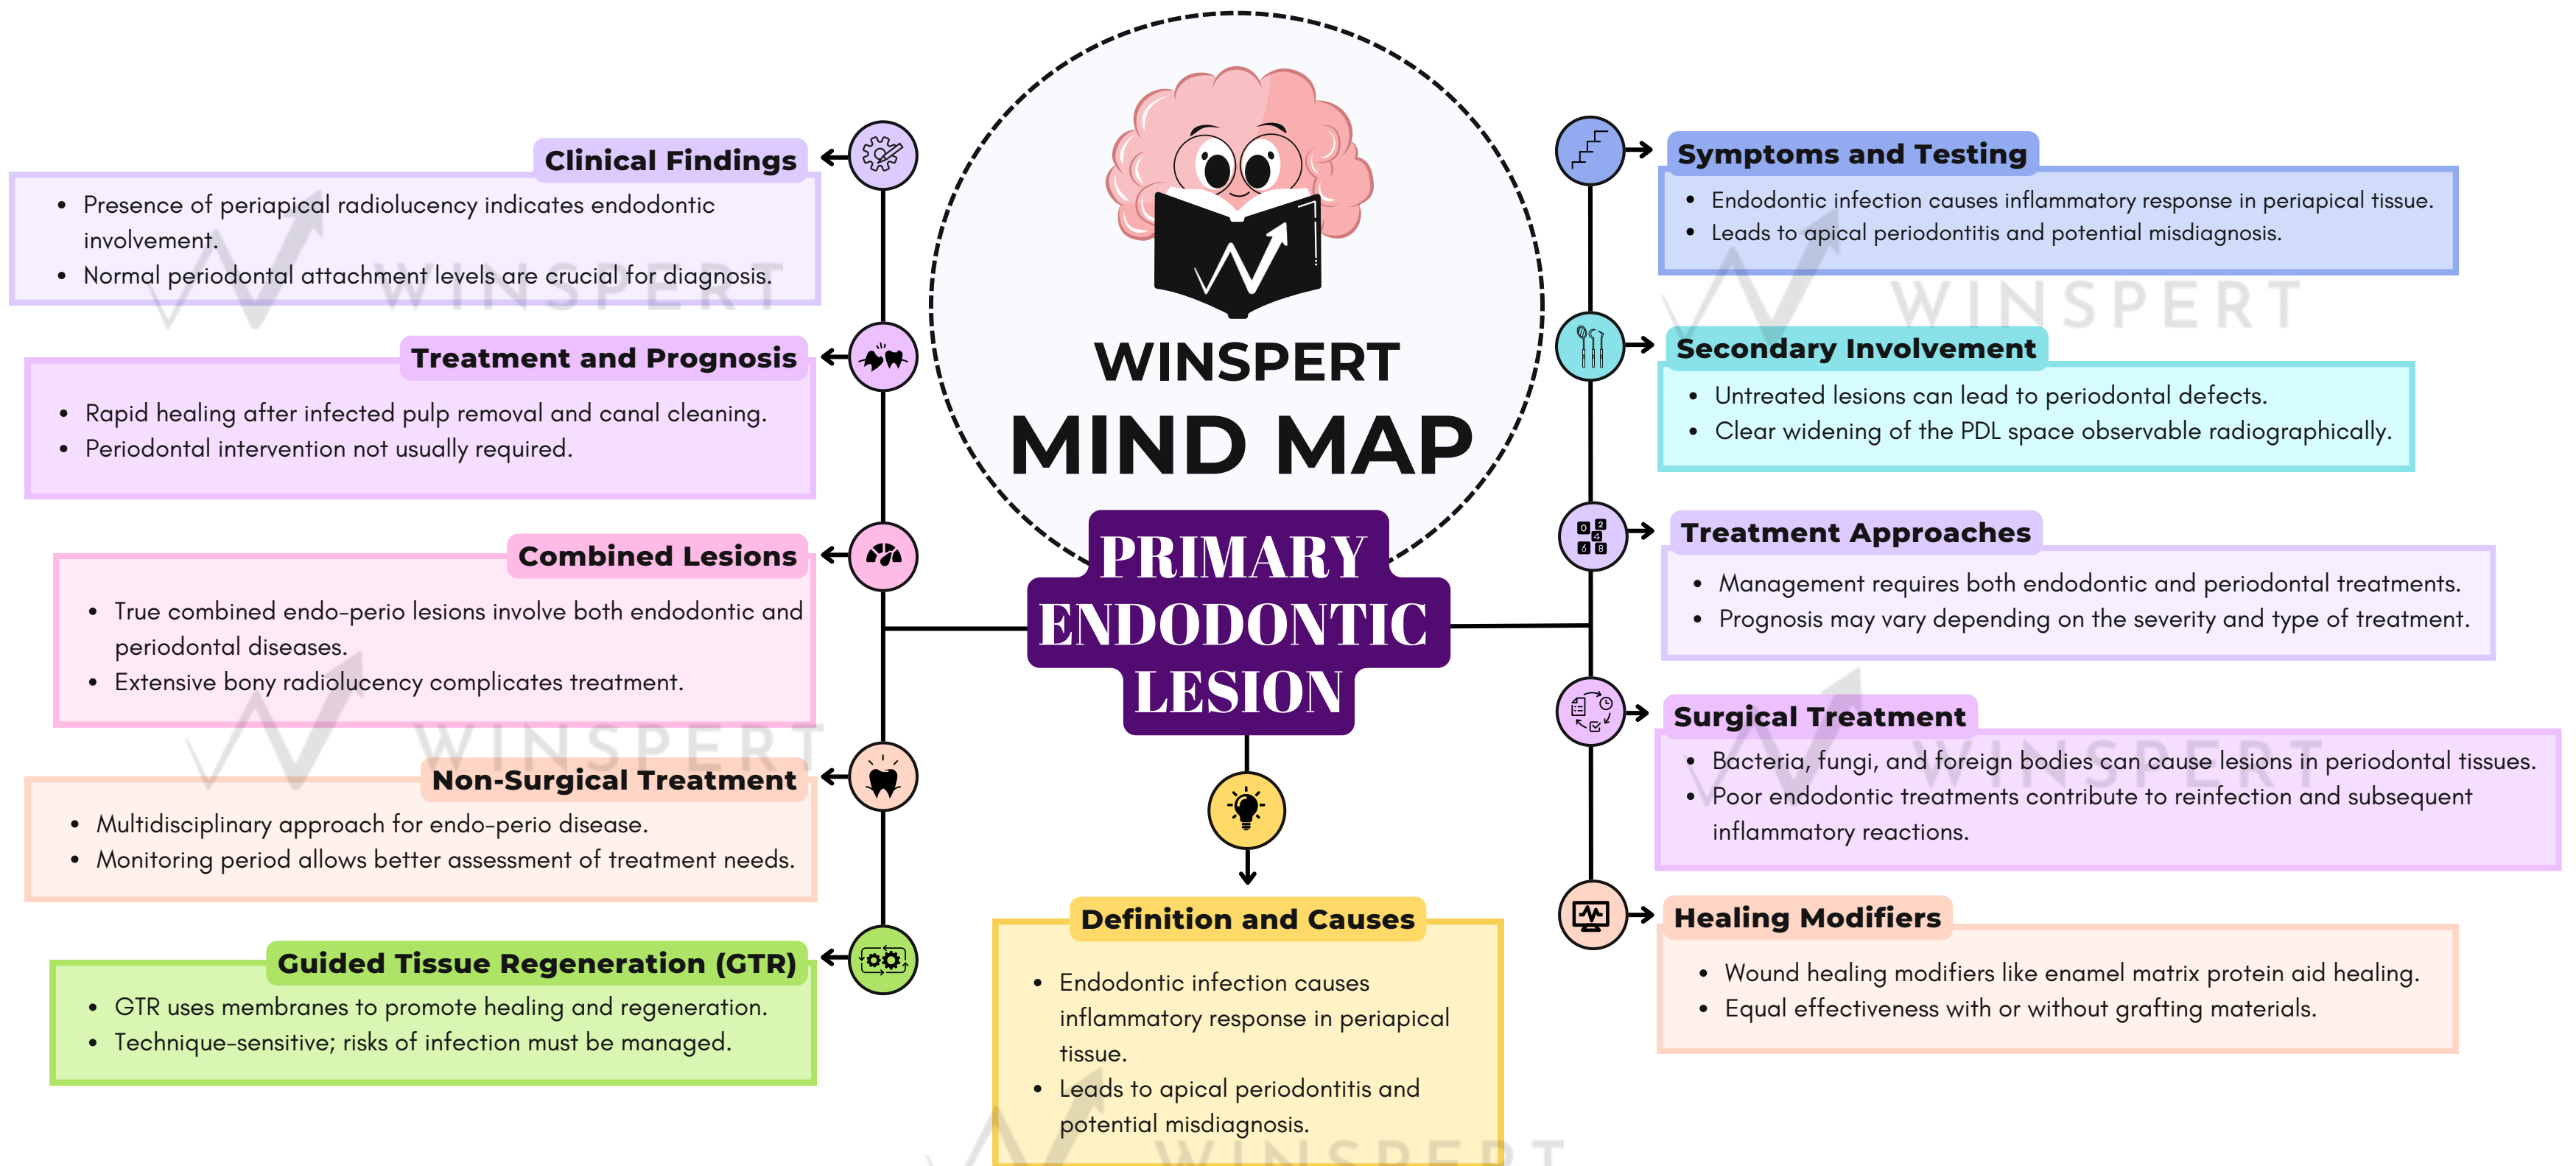 WINSPERT
MIND MAP
PRIMARY
ENDODONTIC
LESION
Clinical Findings
• Presence of periapical radiolucency indicates endodontic
involvement.
• Normal periodontal attachment levels are crucial for diagnosis.
WINSPERT
Treatment and Prognosis
• Rapid healing after infected pulp removal and canal cleaning.
• Periodontal intervention not usually required.
Combined Lesions
• True combined endo-perio lesions involve both endodontic and
periodontal diseases.
• Extensive bony radiolucency complicates treatment.
WINSPERT
Non-Surgical Treatment
• Multidisciplinary approach for endo-perio disease.
• Monitoring period allows better assessment of treatment needs.
Guided Tissue Regeneration (GTR)
• GTR uses membranes to promote healing and regeneration.
• Technique-sensitive; risks of infection must be managed.
Definition and Causes
• Endodontic infection causes
inflammatory response in periapical
tissue.
• Leads to apical periodontitis and
potential misdiagnosis.
WINSPERT
Symptoms and Testing
• Endodontic infection causes inflammatory response in periapical tissue.
• Leads to apical periodontitis and potential misdiagnosis.
WINSPERT
Secondary Involvement
• Untreated lesions can lead to periodontal defects.
• Clear widening of the PDL space observable radiographically.
0 2
4
6 8
Treatment Approaches
• Management requires both endodontic and periodontal treatments.
• Prognosis may vary depending on the severity and type of treatment.
Surgical Treatment
• Bacteria, fungi, and foreign bodies can cause lesions in periodontal tissues.
• Poor endodontic treatments contribute to reinfection and subsequent
inflammatory reactions.
WINSPERT
Healing Modifiers
• Wound healing modifiers like enamel matrix protein aid healing.
• Equal effectiveness with or without grafting materials.